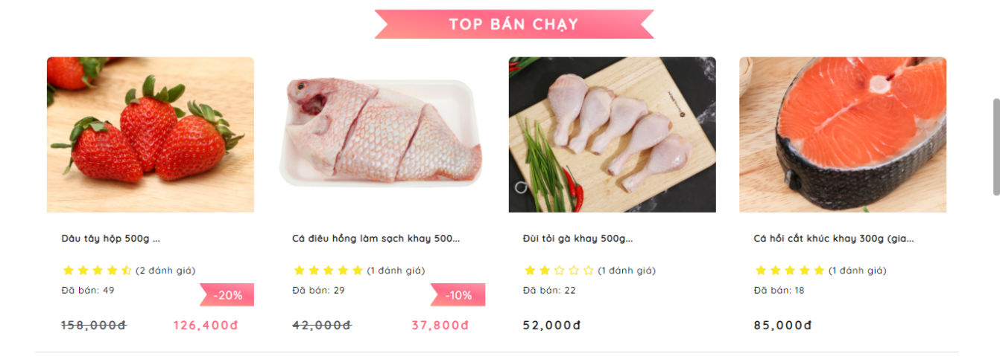 TOP BÁN CHẠY
Dâu tây hộp 500g ...
(2 đánh giá)
Đã bán: 49
-20%
158,000đ 126,400đ
Cá điêu hồng làm sạch khay 500...
(1 đánh giá)
Đã bán: 29
-10%
42,000đ 37,800đ
Đùi tỏi gà khay 500g...
(1 đánh giá)
Đã bán: 22
52,000đ
Cá hồi cắt khúc khay 300g (gia...
(1 đánh giá)
Đã bán: 18
85,000đ